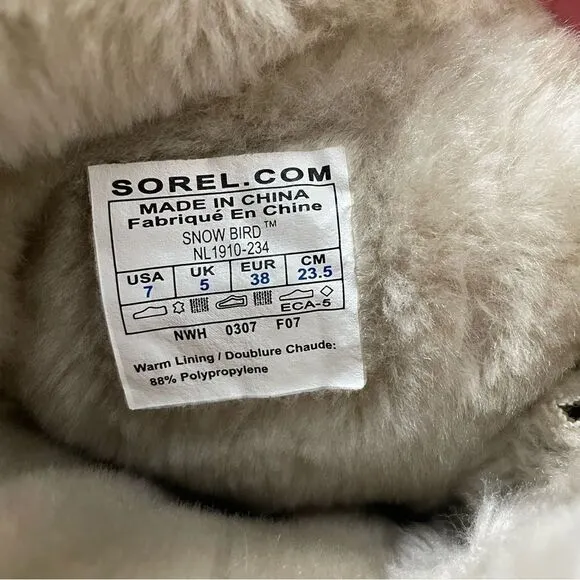 SOREL.COM
MADE IN CHINA
Fabriqué En Chine
SNOW BIRD™
NL1910-234
USA UK EUR CM
7 5 38 23.5
ECA-5
NWH 0307 F07
Warm Lining / Doublure Chaude:
88% Polypropylene